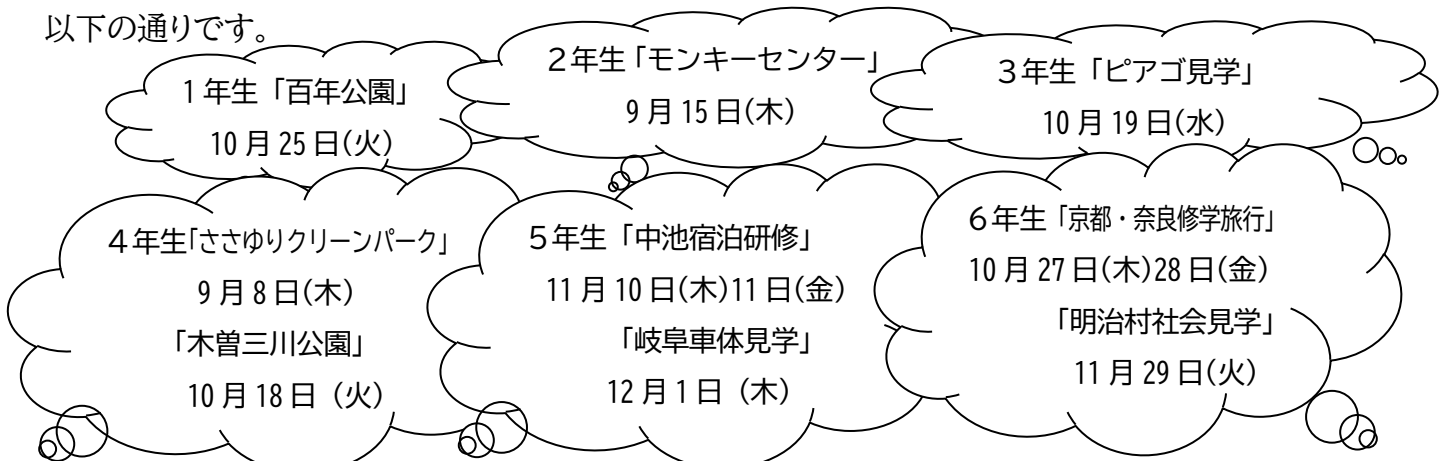 以下の通りです。
１年生「百年公園」
10月25日(火)
２年生「モンキーセンター」
9月15日(木)
３年生「ピアゴ見学」
10月19日(水)
４年生「ささゆりクリーンパーク」
9月8日(木)
「木曽三川公園」
10月18日（火）
５年生「中池宿泊研修」
11月10日(木)11日(金)
「岐阜車体見学」
12月1日（木）
６年生「京都・奈良修学旅行」
10月27日(木)28日(金)
「明治村社会見学」
11月29日(火)